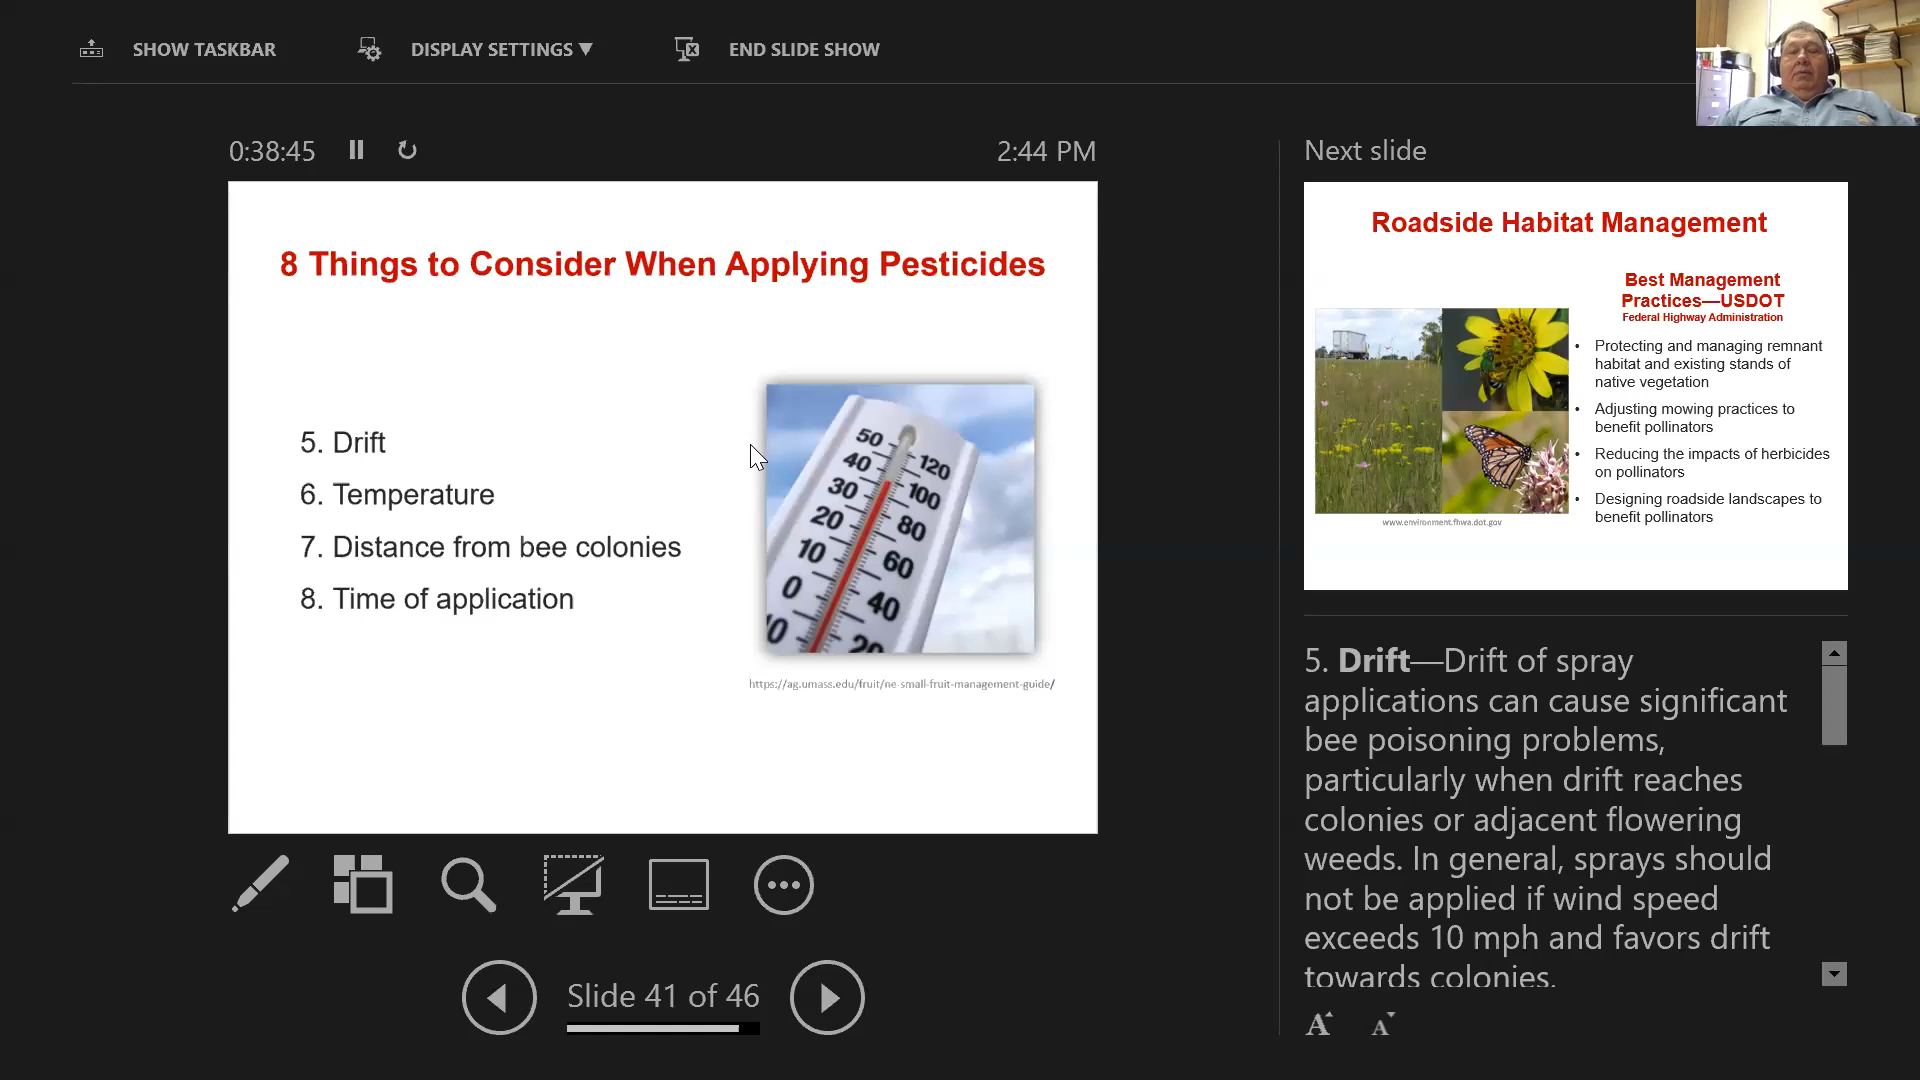 SHOW TASKBAR
DISPLAY SETTINGS ▼
END SLIDE SHOW
0:38:45
2:44 PM
8 Things to Consider When Applying Pesticides
5. Drift
6. Temperature
7. Distance from bee colonies
8. Time of application
50
40
30
20
10
0
10
120
100
80
60
40
20
https://ag.umass.edu/fruit/ne-small-fruit-management-guide/
Slide 41 of 46
Next slide
Roadside Habitat Management
Best Management
Practices—USDOT
Federal Highway Administration
• Protecting and managing remnant
habitat and existing stands of
native vegetation
• Adjusting mowing practices to
benefit pollinators
• Reducing the impacts of herbicides
on pollinators
• Designing roadside landscapes to
benefit pollinators
www.environment.fhwa.dot.gov
5. Drift—Drift of spray
applications can cause significant
bee poisoning problems,
particularly when drift reaches
colonies or adjacent flowering
weeds. In general, sprays should
not be applied if wind speed
exceeds 10 mph and favors drift
towards colonies.
A A